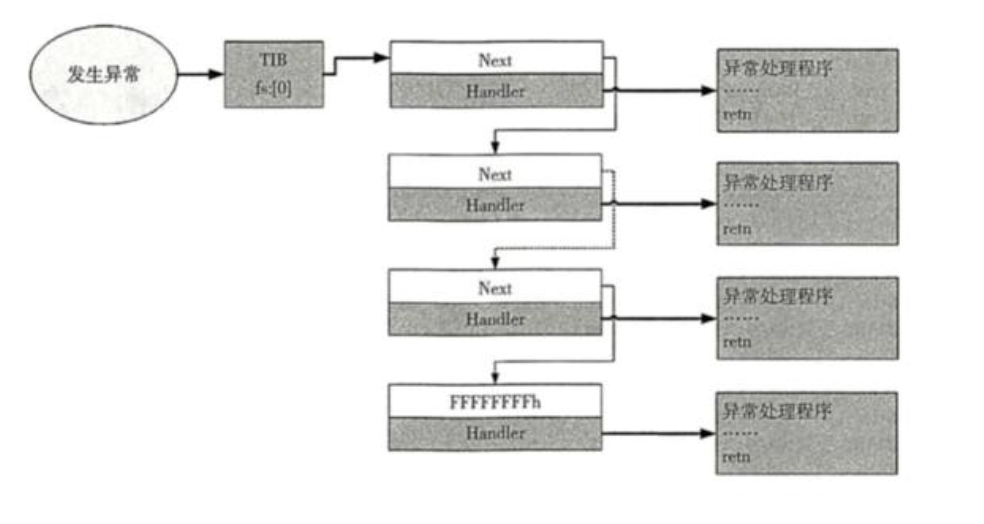 发生异常
TIB
fs:[0]
Next
Handler
异常处理程序
……
retn
Next
Handler
异常处理程序
……
retn
Next
Handler
异常处理程序
……
retn
FFFFFFFFh
Handler
异常处理程序
……
retn